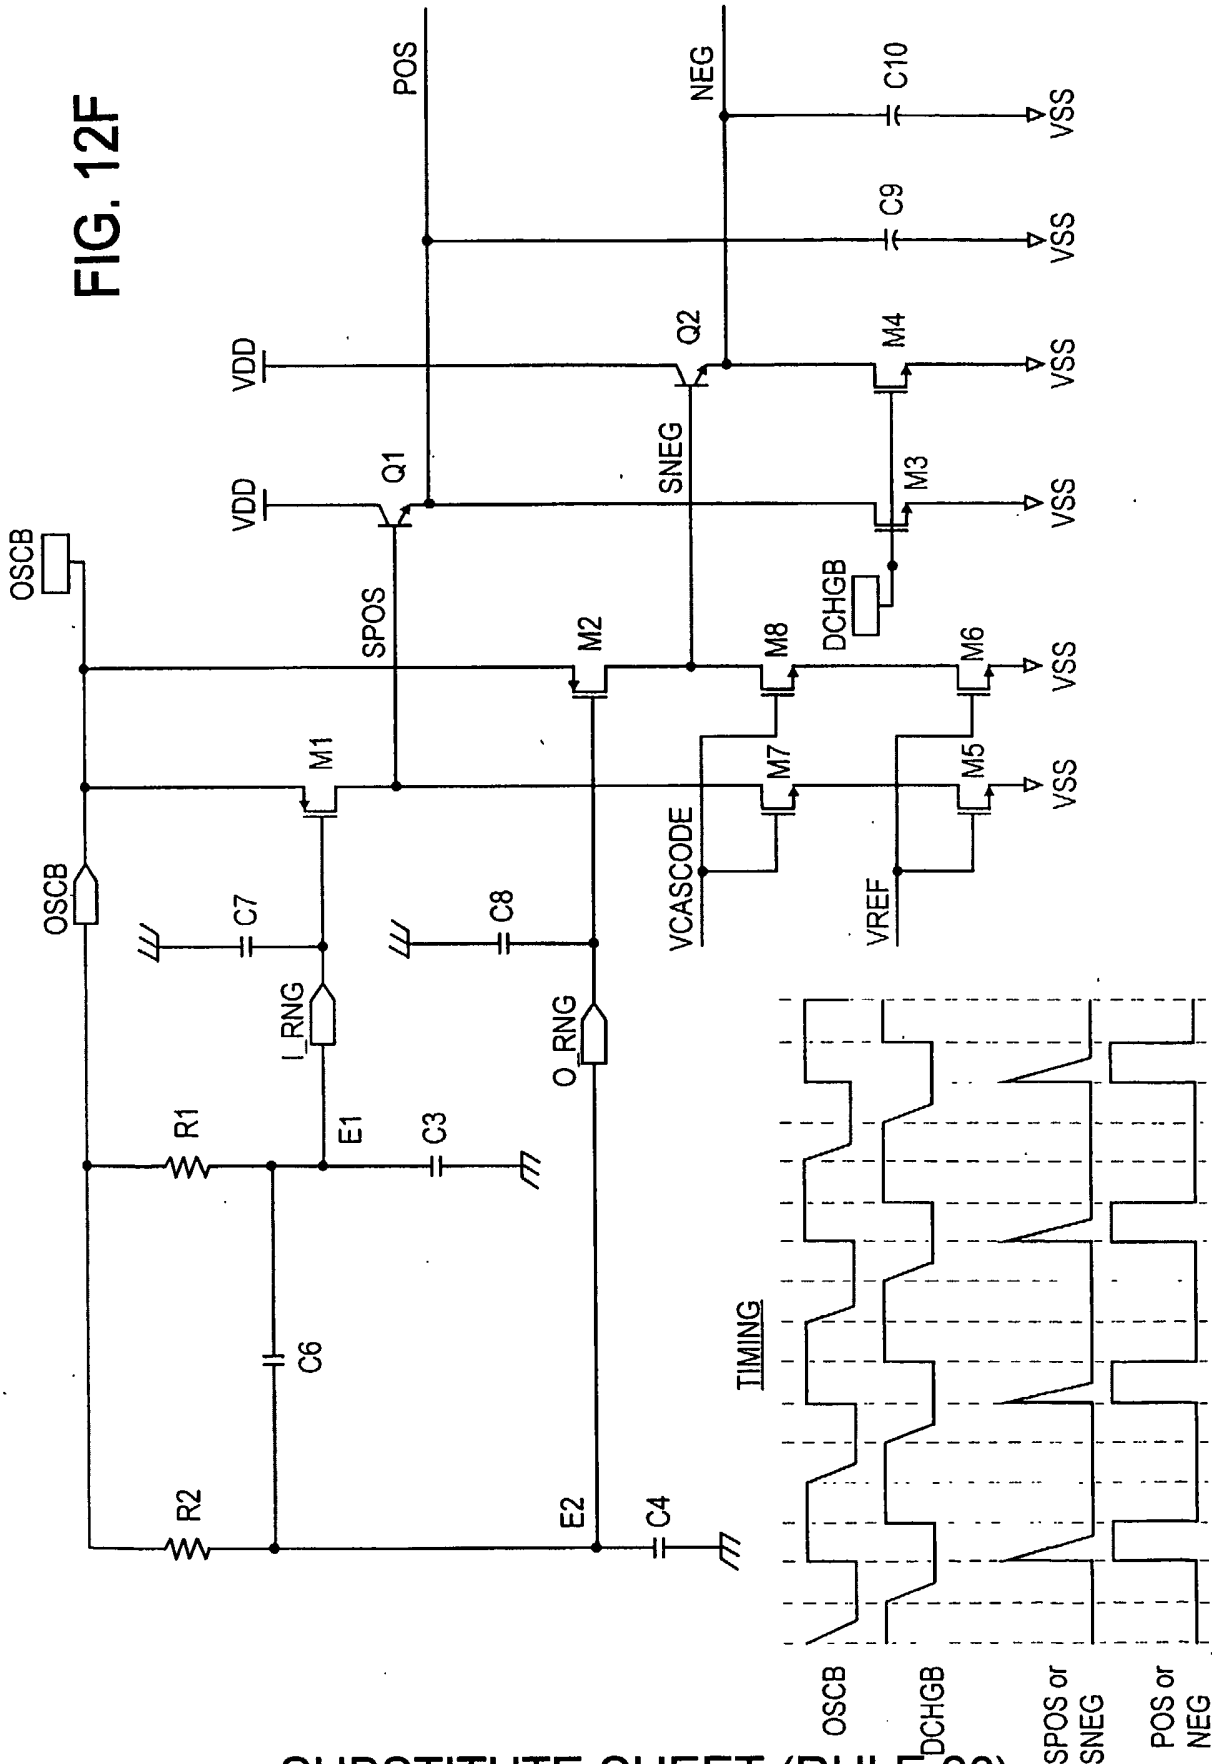 FIG. 12F
OSCB
OSCB
R2
R1
C6
E1
I_RNG
C7
C3
M1
VDD
Q1
SPOS
POS
VDD
Q2
SNEG
NEG
E2
C4
O_RNG
C8
M2
VCASCODE
M7
M8
VREF
M5
M6
VSS
VSS
DCHGB
M3
M4
VSS
VSS
C9
C10
VSS
VSS
TIMING
OSCB
DCHGB
SPOS or
SNEG
POS or
NEG